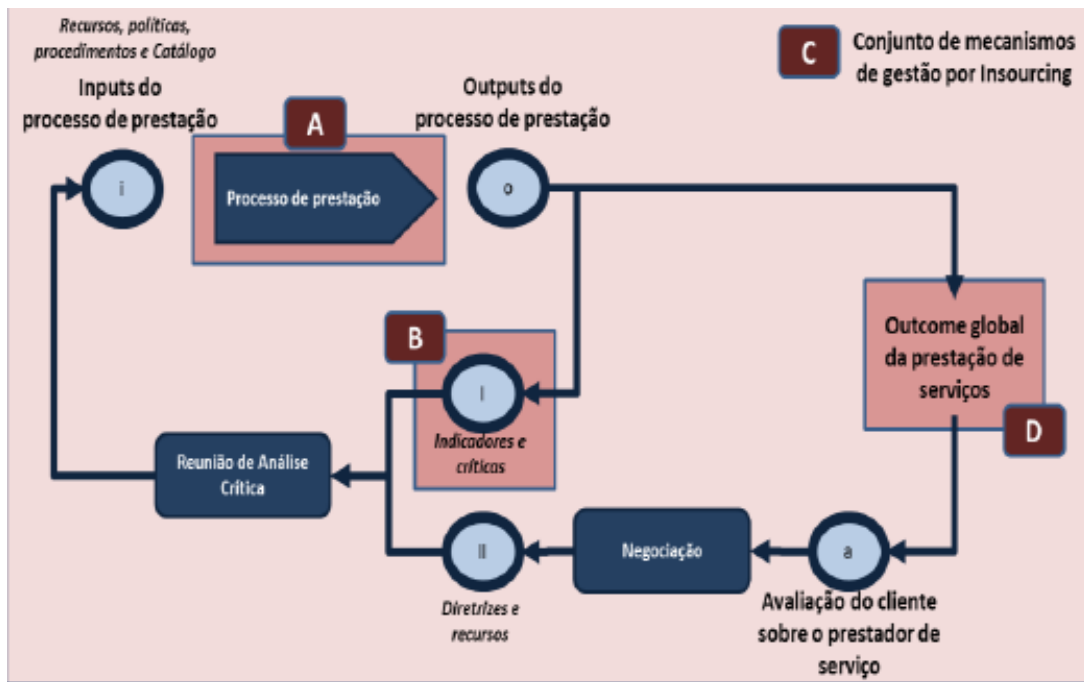 Recursos, políticas,
procedimentos e Catálogo
Inputs do
processo de prestação
A
Outputs do
processo de prestação
C
Conjunto de mecanismos
de gestão por Insourcing
i
Processo de prestação
o
B
I
Indicadores e
críticas
Outcome global
da prestação de
serviços
D
Reunião de Análise
Crítica
II
Diretrizes e
recursos
Negociação
a
Avaliação do cliente
sobre o prestador de
serviço